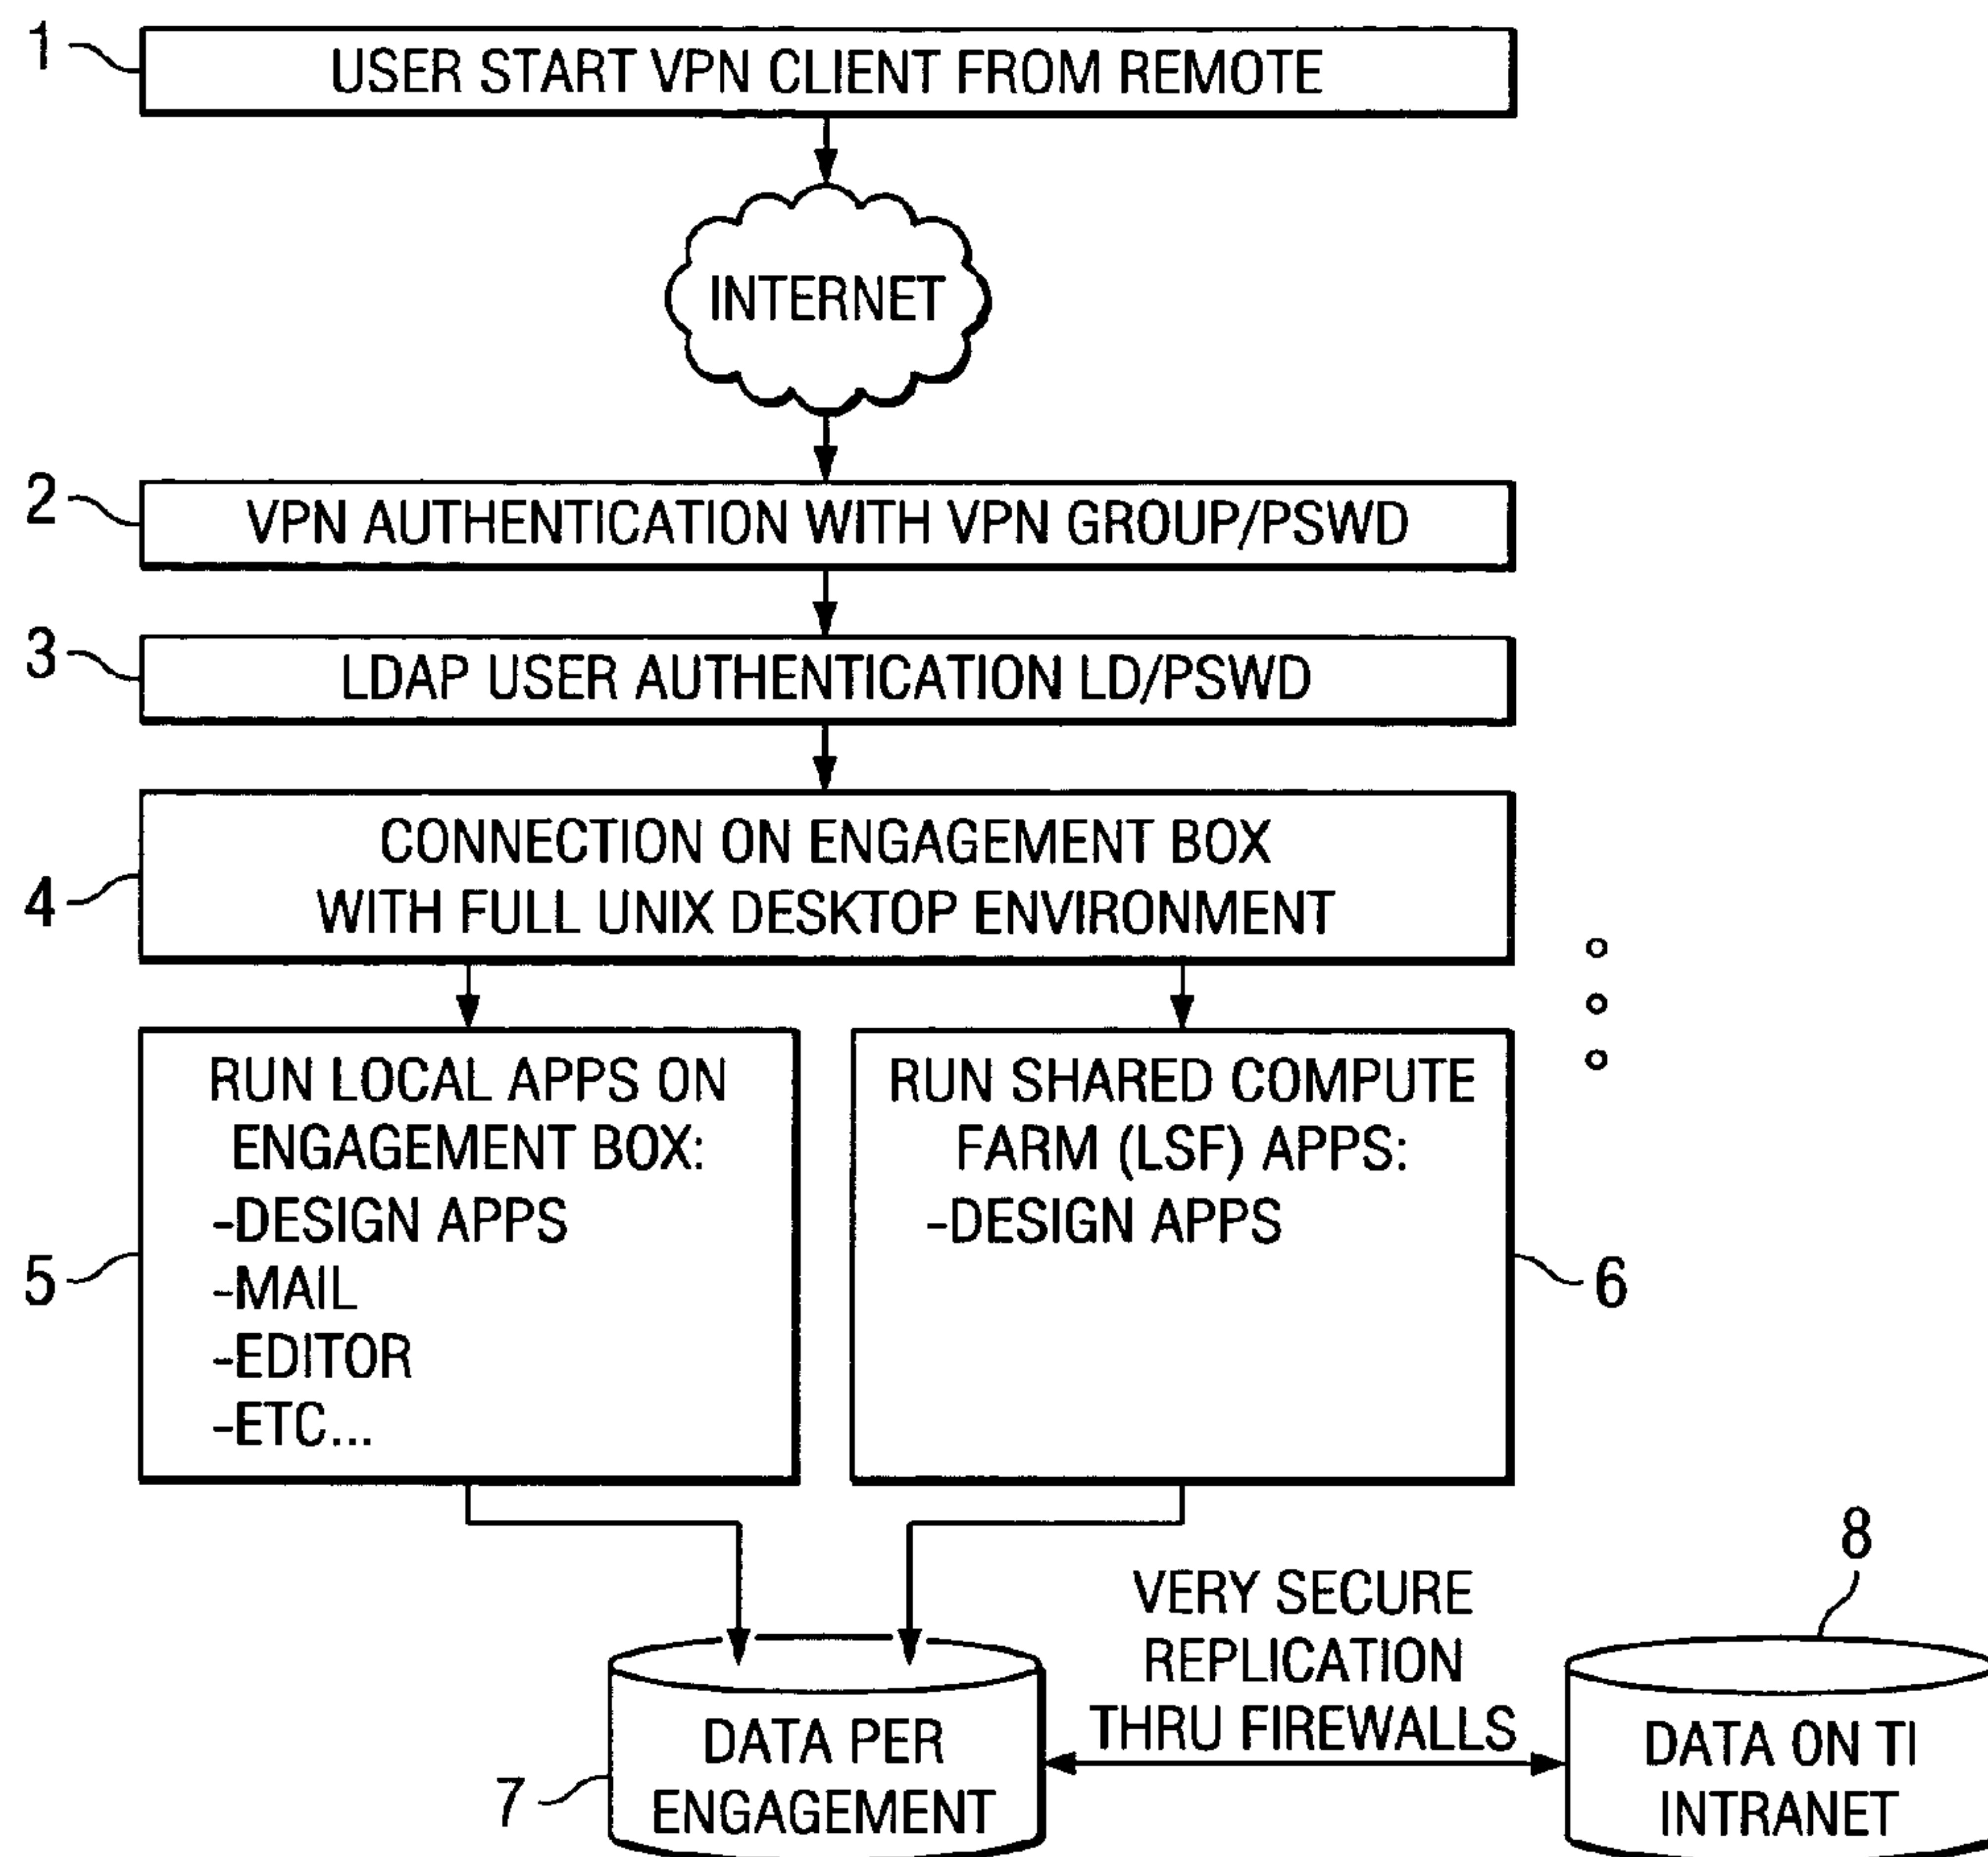 1
USER START VPN CLIENT FROM REMOTE
INTERNET
2
VPN AUTHENTICATION WITH VPN GROUP/PSWD
3
LDAP USER AUTHENTICATION LD/PSWD
4
CONNECTION ON ENGAGEMENT BOX
WITH FULL UNIX DESKTOP ENVIRONMENT
5
RUN LOCAL APPS ON
ENGAGEMENT BOX:
-DESIGN APPS
-MAIL
-EDITOR
-ETC...
RUN SHARED COMPUTE
FARM (LSF) APPS:
-DESIGN APPS
6
7
DATA PER
ENGAGEMENT
VERY SECURE
REPLICATION
THRU FIREWALLS
8
DATA ON TI
INTRANET